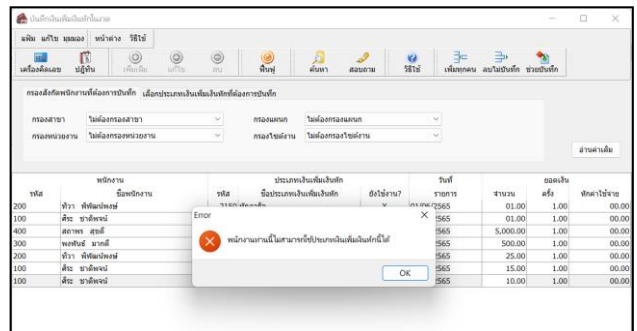 บันทึกเงินเพิ่มเงินหักในงวด
แฟ้ม แก้ไข มุมมอง หน้าต่าง วิธีใช้
เครื่องคิดเลข ปฏิทิน เพิ่มเติม แก้ไข ลบ ฟื้นฟู ค้นหา สอบถาม วิธีใช้ เพิ่มทุกคน ลบไม่บันทึก ช่วยบันทึก
กรองสังกัดพนักงานที่ต้องการบันทึก เลือกประเภทเงินเพิ่มเงินหักที่ต้องการบันทึก
กรองสาขา ไม่ต้องกรองสาขา กรองแผนก ไม่ต้องกรองแผนก
กรองหน่วยงาน ไม่ต้องกรองหน่วยงาน กรองไซต์งาน ไม่ต้องกรองไซต์งาน
อ่านค่าเดิม
พนักงาน ประเภทเงินเพิ่มเงินหัก วันที่ ยอดเงิน
รหัส ชื่อพนักงาน รหัส ชื่อประเภทเงินเพิ่มเงินหัก ยังใช้งาน? รายการ จำนวน ครั้ง หักค่าใช้จ่าย
200 ทิวา พิพัฒน์พงษ์ 2565 01.00 1.00 00.00
100 ศิระ ชาติพจน์ 2565 01.00 1.00 00.00
400 สถาพร สุขดี 2565 5,000.00 1.00 00.00
300 พงศ์พันธ์ มากดี 2565 500.00 1.00 00.00
200 ทิวา พิพัฒน์พงษ์ 2565 25.00 1.00 00.00
100 ศิระ ชาติพจน์ 2565 15.00 1.00 00.00
100 ศิระ ชาติพจน์ 2565 10.00 1.00 00.00
Error
พนักงานท่านนี้ไม่สามารถใช้ประเภทเงินเพิ่มเงินหักนี้ได้
OK